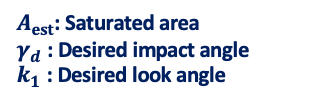 A_est: Saturated area
γ_d : Desired impact angle
k_1 : Desired look angle